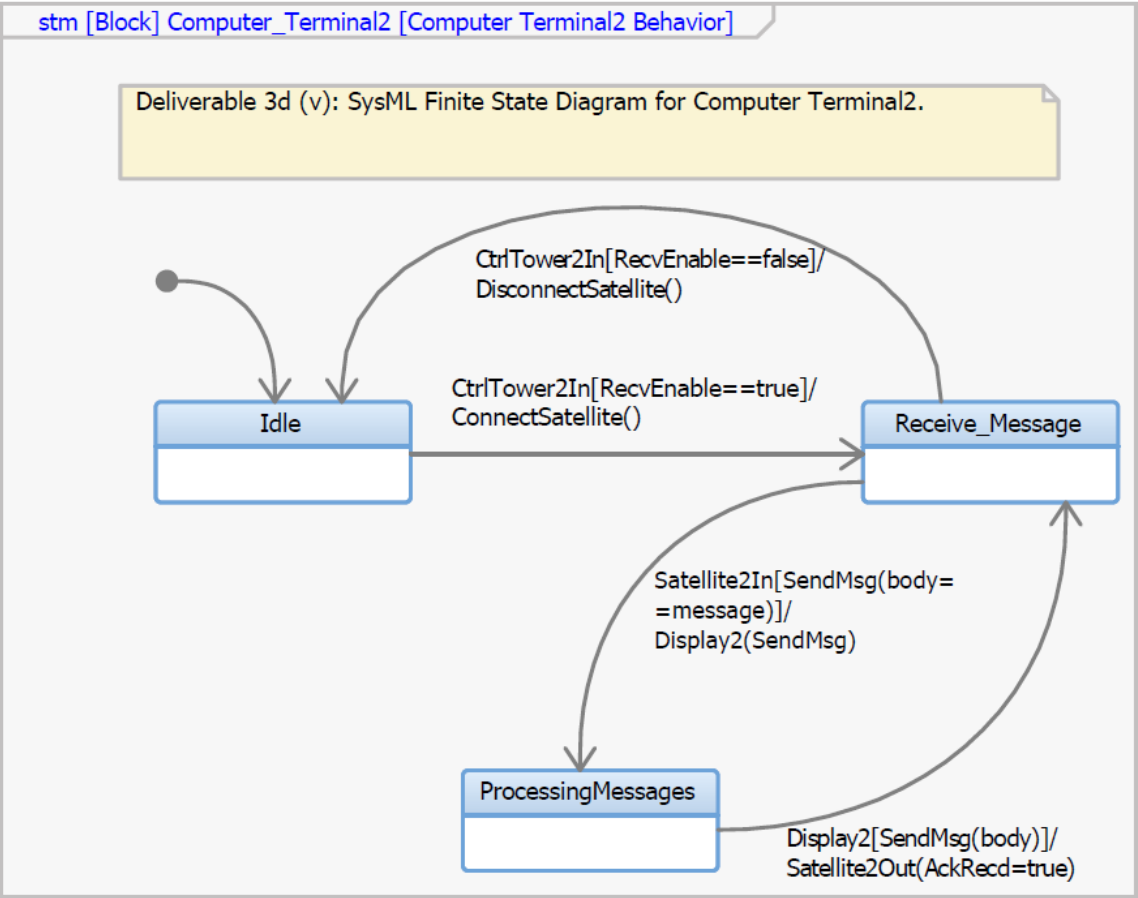 stm [Block] Computer_Terminal2 [Computer Terminal2 Behavior]
Deliverable 3d (v): SysML Finite State Diagram for Computer Terminal2.
CtrlTower2In[RecvEnable==false]/
DisconnectSatellite()
CtrlTower2In[RecvEnable==true]/
ConnectSatellite()
Idle
Receive_Message
Satellite2In[SendMsg(body=
=message)]/
Display2(SendMsg)
ProcessingMessages
Display2[SendMsg(body)]/
Satellite2Out(AckRecd=true)